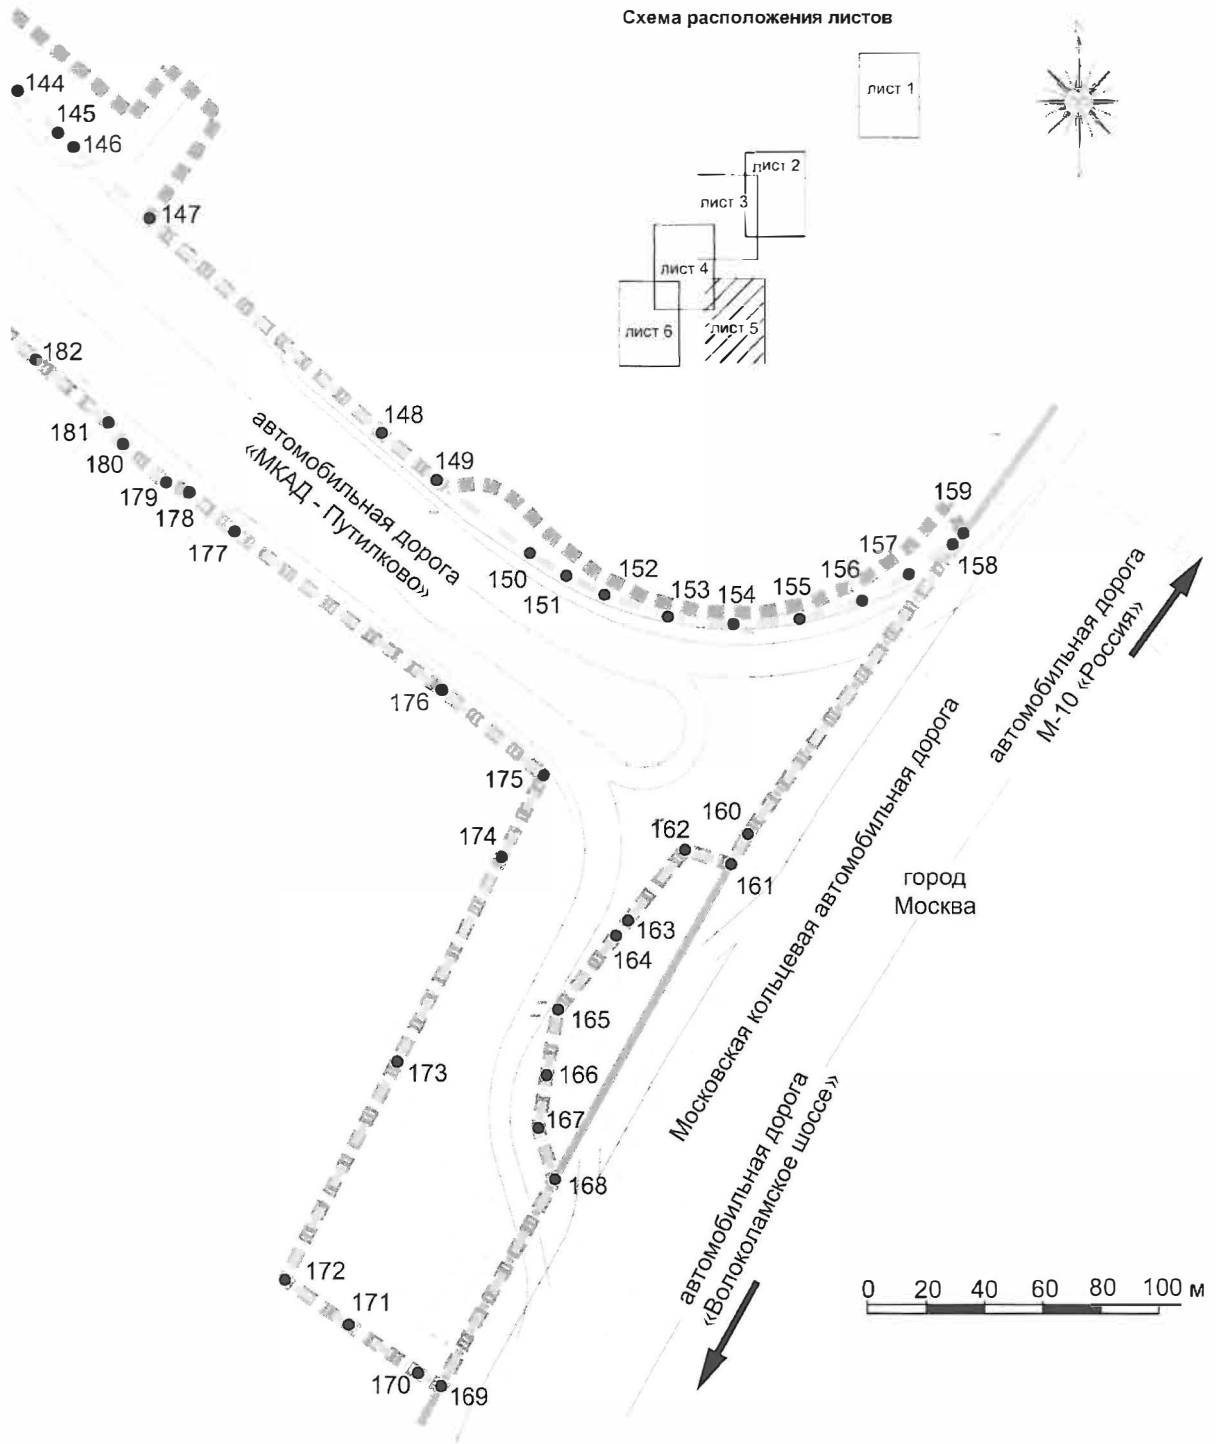 Схема расположения листов
лист 1
лист 2
лист 3
лист 4
лист 5
лист 6
144
145
146
147
148
149
150
151
152
153
154
155
156
157
158
159
160
161
162
163
164
165
166
167
168
169
170
171
172
173
174
175
176
177
178
179
180
181
182
автомобильная дорога
«МКАД - Путилково»
автомобильная дорога
М-10 «Россия»
Московская кольцевая автомобильная дорога
город
Москва
автомобильная дорога
«Волоколамское шоссе»
0 20 40 60 80 100 м